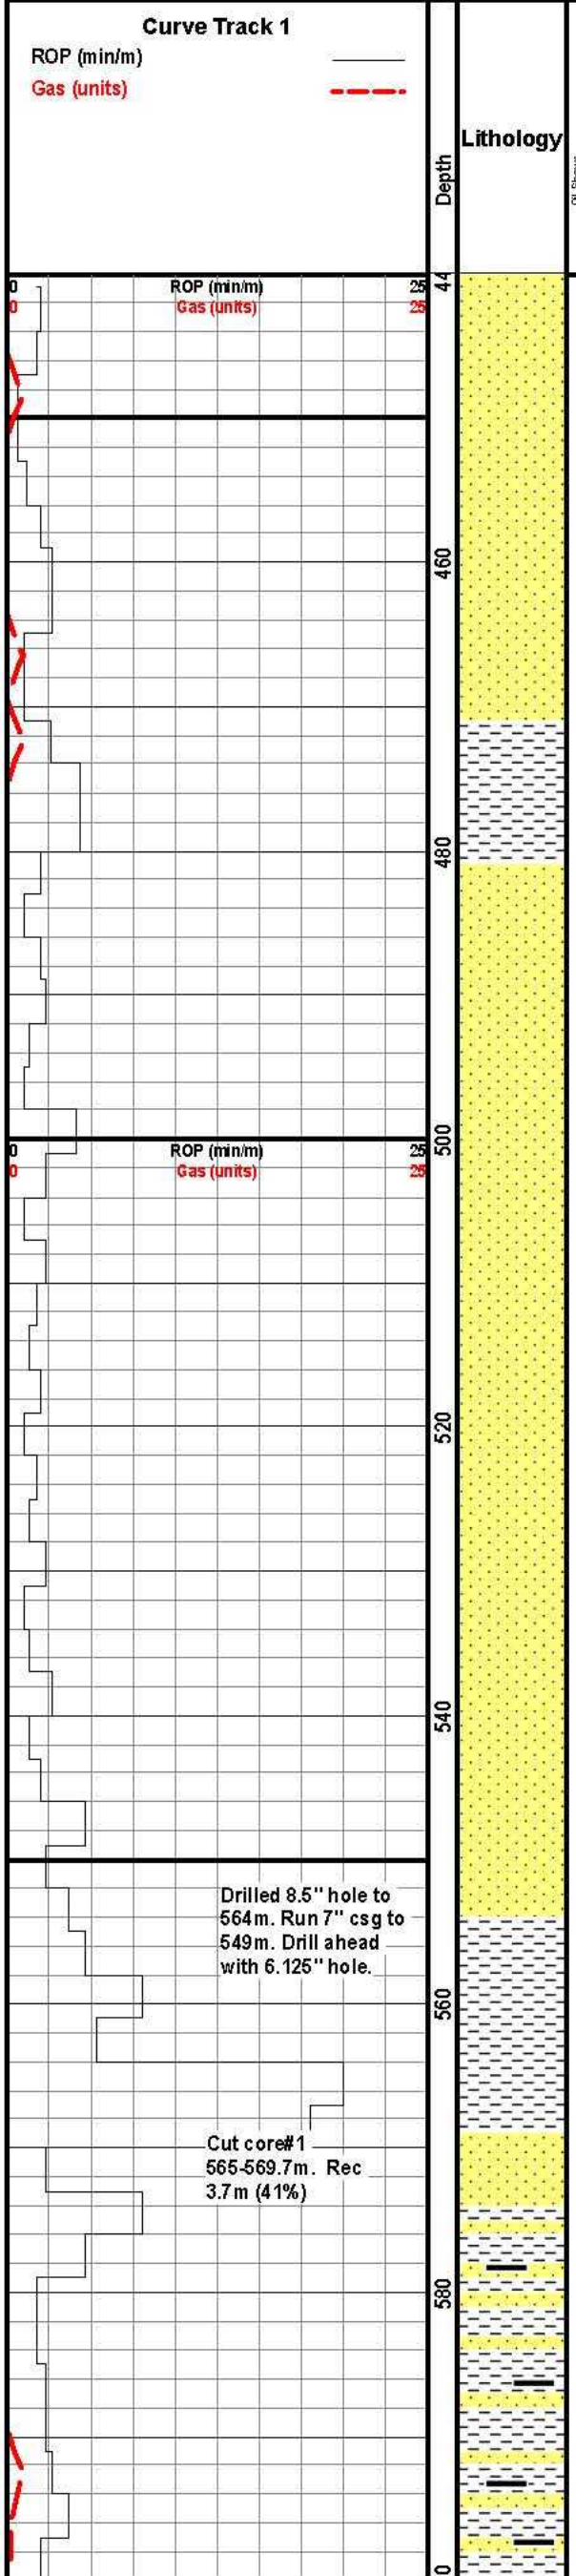 Curve Track 1
ROP (min/m)
Gas (units)
Depth
Lithology
44
0 ROP (min/m) 25
0 Gas (units) 25
460
480
500
0 ROP (min/m) 25
0 Gas (units) 25
520
540
Drilled 8.5" hole to
564m. Run 7" csg to
549m. Drill ahead
with 6.125" hole.
560
Cut core#1
565-569.7m. Rec
3.7m (41%)
580
0